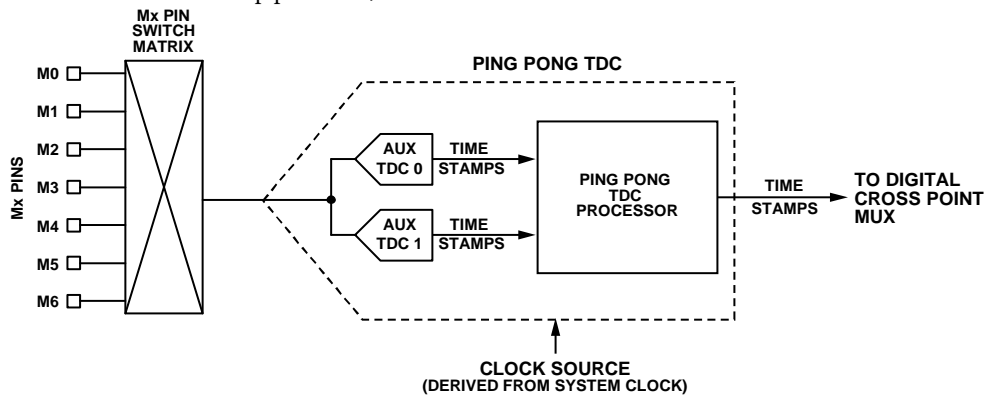 Mx PIN
SWITCH
MATRIX
M0
M1
M2
M3
M4
M5
M6
Mx PINS
PING PONG TDC
AUX
TDC 0
TIME
STAMPS
AUX
TDC 1
TIME
STAMPS
PING PONG
TDC
PROCESSOR
TIME
STAMPS
TO DIGITAL
CROSS POINT
MUX
CLOCK SOURCE
(DERIVED FROM SYSTEM CLOCK)